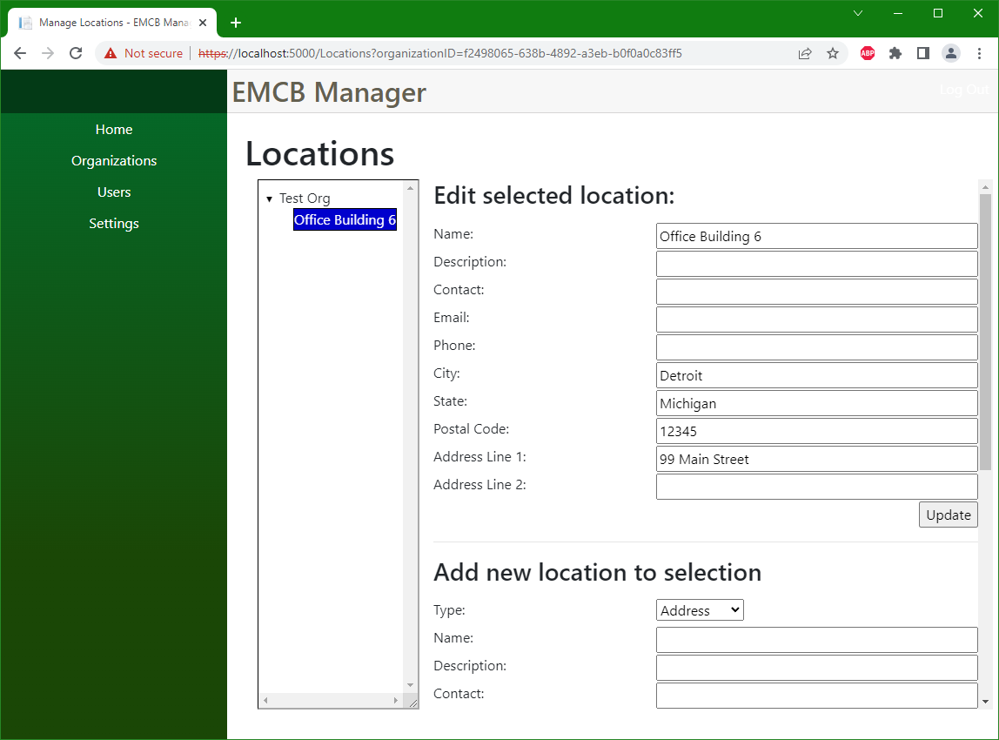 Manage Locations - EMCB Mana
Not secure
https://localhost:5000/Locations?organizationID=f2498065-638b-4892-a3eb-b0f0a0c83ff5
ABP
EMCB Manager
Log Out
Home
Organizations
Users
Settings
Locations
Test Org
Office Building 6
Edit selected location:
Name:
Office Building 6
Description:
Contact:
Email:
Phone:
City:
Detroit
State:
Michigan
Postal Code:
12345
Address Line 1:
99 Main Street
Address Line 2:
Update
Add new location to selection
Type:
Address
Name:
Description:
Contact: